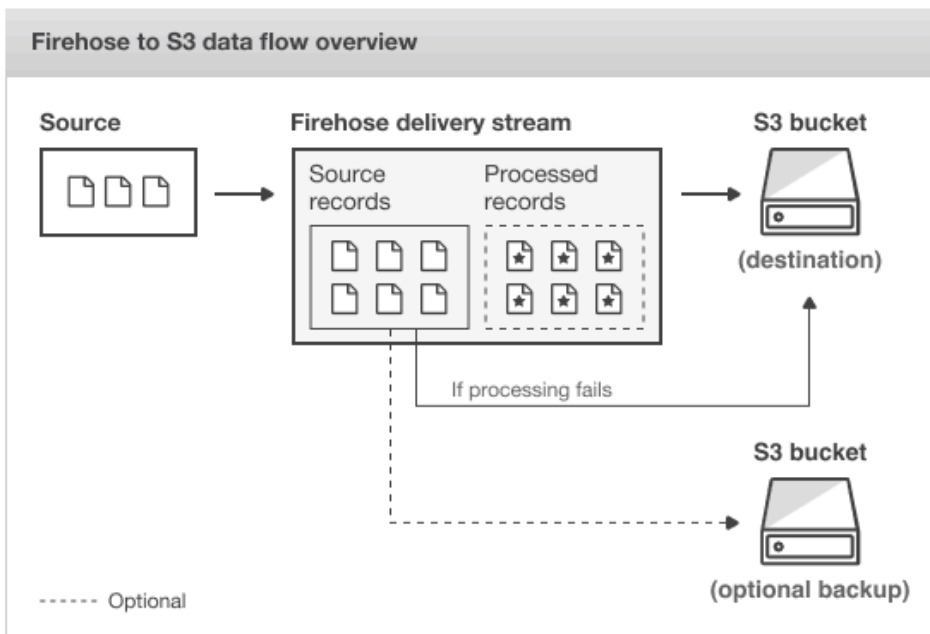 Firehose to S3 data flow overview
Source
Firehose delivery stream
S3 bucket
Source
records
Processed
records
(destination)
If processing fails
S3 bucket
(optional backup)
Optional